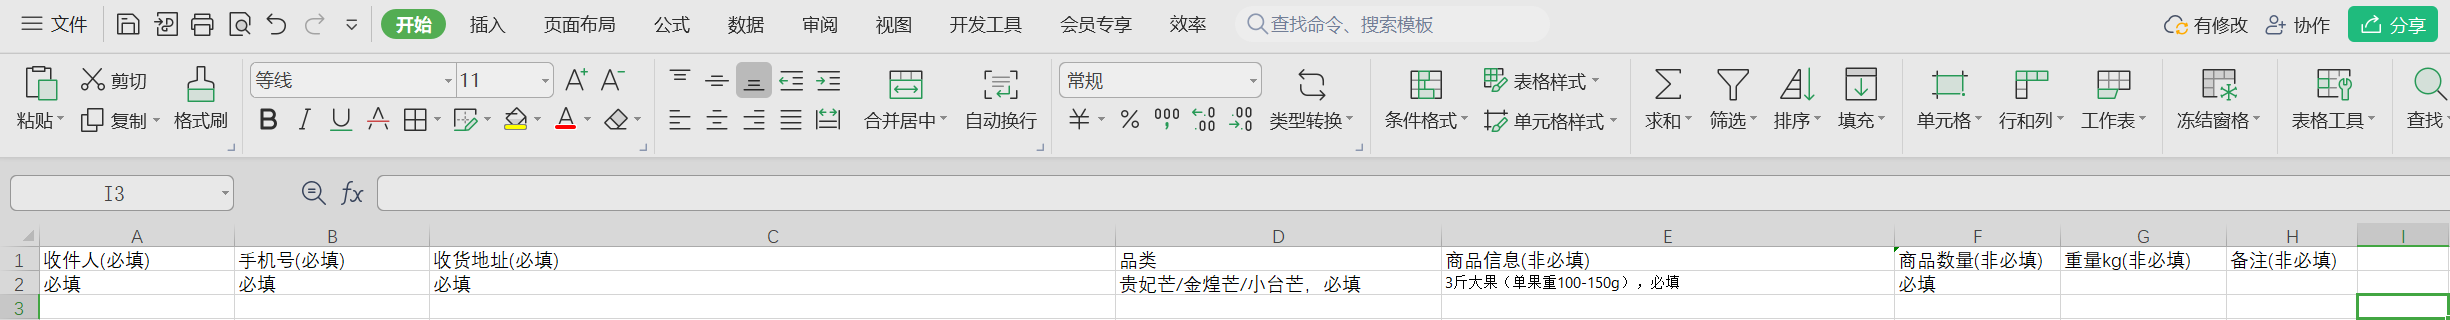 文件 开始 插入 页面布局 公式 数据 审阅 视图 开发工具 会员专享 效率 查找命令、搜索模板 有修改 协作 分享
粘贴 剪切 复制 格式刷 等线 11 A+ A- B I U A A 合并居中 自动换行 常规 ¥ % 000 ←.0 .00 .00 →.0 类型转换 条件格式 表格样式 单元格样式 求和 筛选 排序 填充 单元格 行和列 工作表 冻结窗格 表格工具 查找
I3 fx
A B C D E F G H I
1 收件人(必填) 手机号(必填) 收货地址(必填) 品类 商品信息(非必填) 商品数量(非必填) 重量kg(非必填) 备注(非必填)
2 必填 必填 必填 贵妃芒/金煌芒/小台芒，必填 3斤大果（单果重100-150g），必填 必填
3